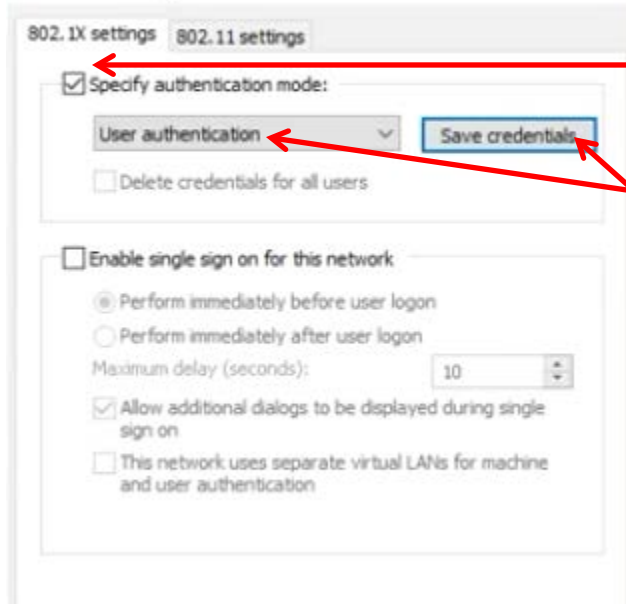 802.1X settings 802.11 settings
Specify authentication mode:
User authentication Save credentials
Delete credentials for all users
Enable single sign on for this network
Perform immediately before user logon
Perform immediately after user logon
Maximum delay (seconds): 10
Allow additional dialogs to be displayed during single
sign on
This network uses separate virtual LANs for machine
and user authentication